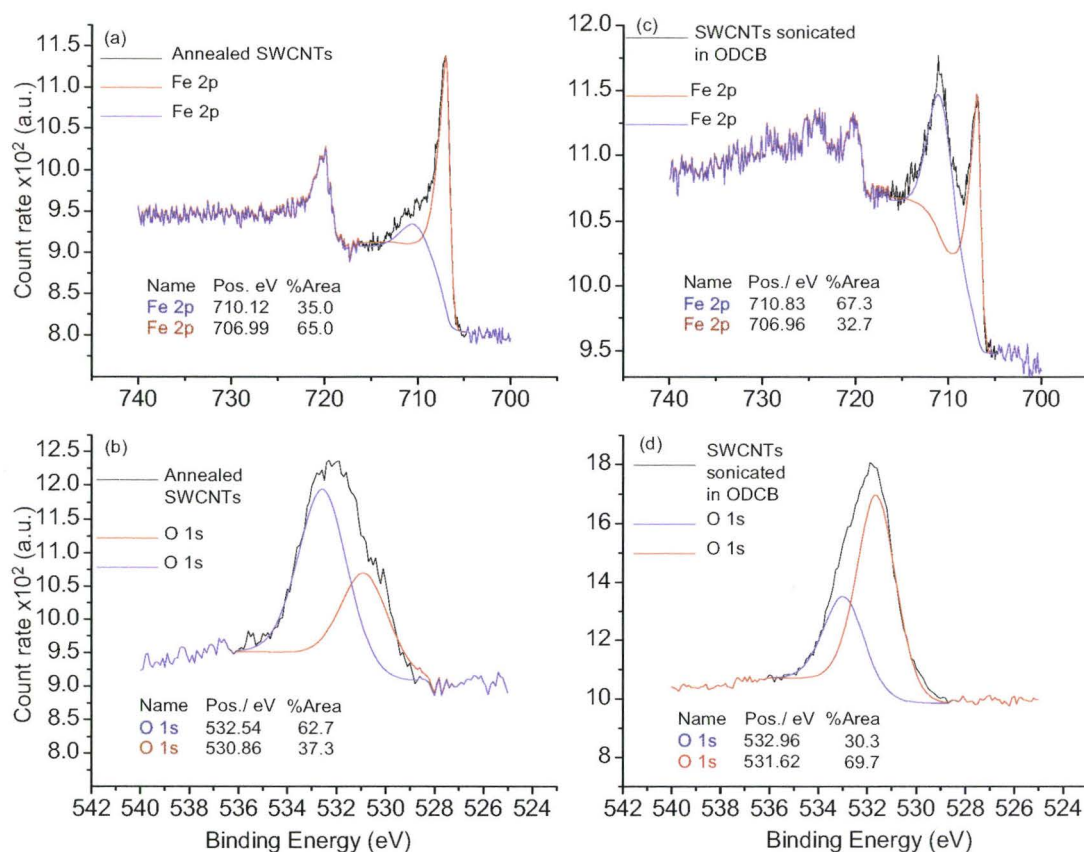 (a)
Annealed SWCNTs
Fe 2p
Fe 2p
Count rate x10² (a.u.)
11.5
11.0
10.5
10.0
9.5
9.0
8.5
8.0
Name Pos. eV %Area
Fe 2p 710.12 35.0
Fe 2p 706.99 65.0
740 730 720 710 700
(c)
SWCNTs sonicated
in ODCB
Fe 2p
Fe 2p
12.0
11.5
11.0
10.5
10.0
9.5
Name Pos./ eV %Area
Fe 2p 710.83 67.3
Fe 2p 706.96 32.7
740 730 720 710 700
(b)
Annealed
SWCNTs
O 1s
O 1s
Count rate x10² (a.u.)
12.5
12.0
11.5
11.0
10.5
10.0
9.5
9.0
8.5
8.0
Name Pos./ eV %Area
O 1s 532.54 62.7
O 1s 530.86 37.3
542 540 538 536 534 532 530 528 526 524
Binding Energy (eV)
(d)
SWCNTs
sonicated
in ODCB
O 1s
O 1s
18
16
14
12
10
8
Name Pos./ eV %Area
O 1s 532.96 30.3
O 1s 531.62 69.7
542 540 538 536 534 532 530 528 526 524
Binding Energy (eV)